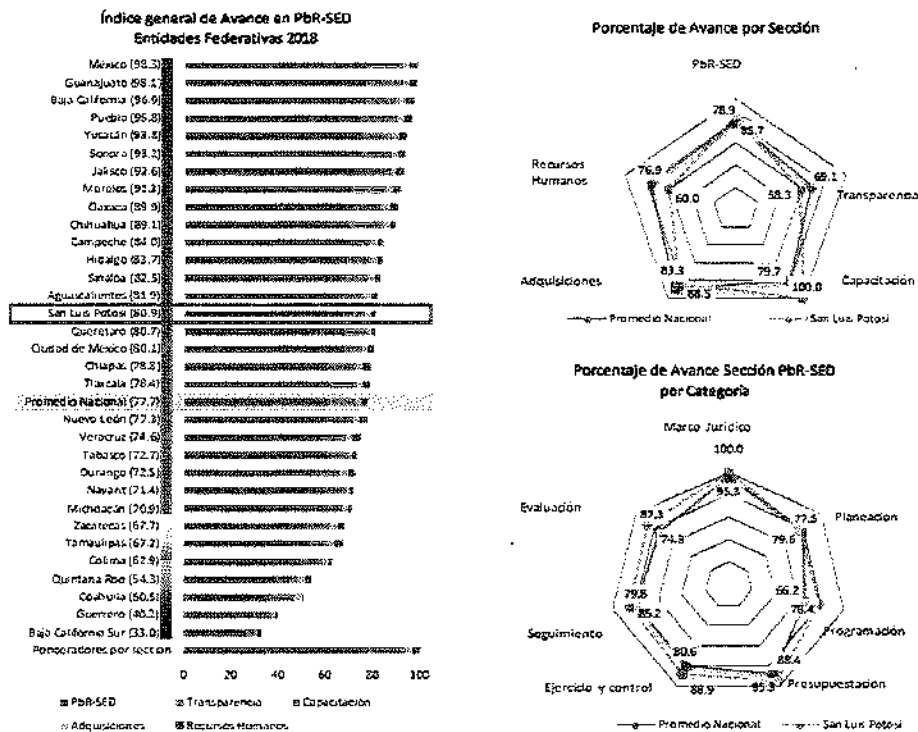 Índice general de Avance en PbR-SED
Entidades Federativas 2018
México (98.3)
Guanajuato (98.1)
Baja California (96.9)
Puebla (95.8)
Yucatán (93.8)
Sonora (93.2)
Jalisco (92.6)
Morelos (91.3)
Oaxaca (89.9)
Chihuahua (89.1)
Campeche (84.0)
Hidalgo (83.7)
Sinaloa (82.5)
Aguascalientes (81.9)
San Luis Potosí (80.9)
Querétaro (80.7)
Ciudad de México (80.1)
Chiapas (78.8)
Tlaxcala (78.4)
Promedio Nacional (77.7)
Nuevo León (77.3)
Veracruz (74.6)
Tabasco (72.7)
Durango (72.5)
Nayarit (71.4)
Michoacán (70.9)
Zacatecas (67.7)
Tamaulipas (67.2)
Colima (62.9)
Quintana Roo (54.3)
Coahuila (50.5)
Guerrero (40.2)
Baja California Sur (33.0)
Ponderadores por sección
0 20 40 60 80 100
PbR-SED Transparencia Capacitación
Adquisiciones Recursos Humanos
Porcentaje de Avance por Sección
PbR-SED
78.9
85.7
Recursos
Humanos
76.9
60.0
69.1
58.3
Transparencia
Adquisiciones
83.3
68.5
79.7
100.0
Capacitación
Promedio Nacional San Luis Potosí
Porcentaje de Avance Sección PbR-SED
por Categoría
Marco Jurídico
100.0
95.3
Evaluación
87.3
74.3
77.5
79.6
Planeación
79.8
85.2
66.2
78.4
Seguimiento
Programación
80.6
88.9
88.4
95.3
Ejercicio y control
Presupuestación
Promedio Nacional San Luis Potosí